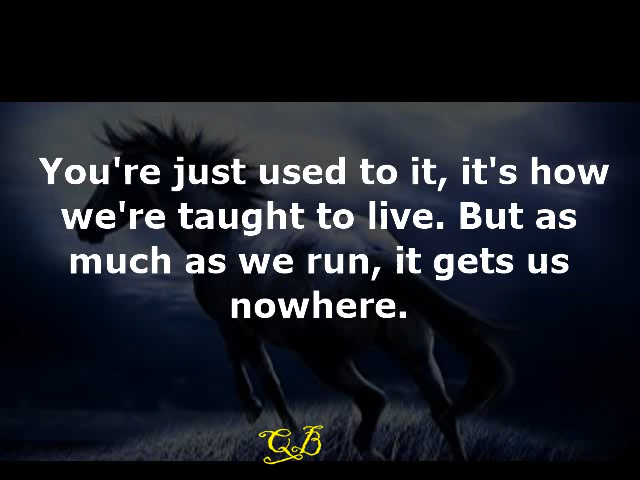 You're just used to it, it's how
we're taught to live. But as
much as we run, it gets us
nowhere.
QB